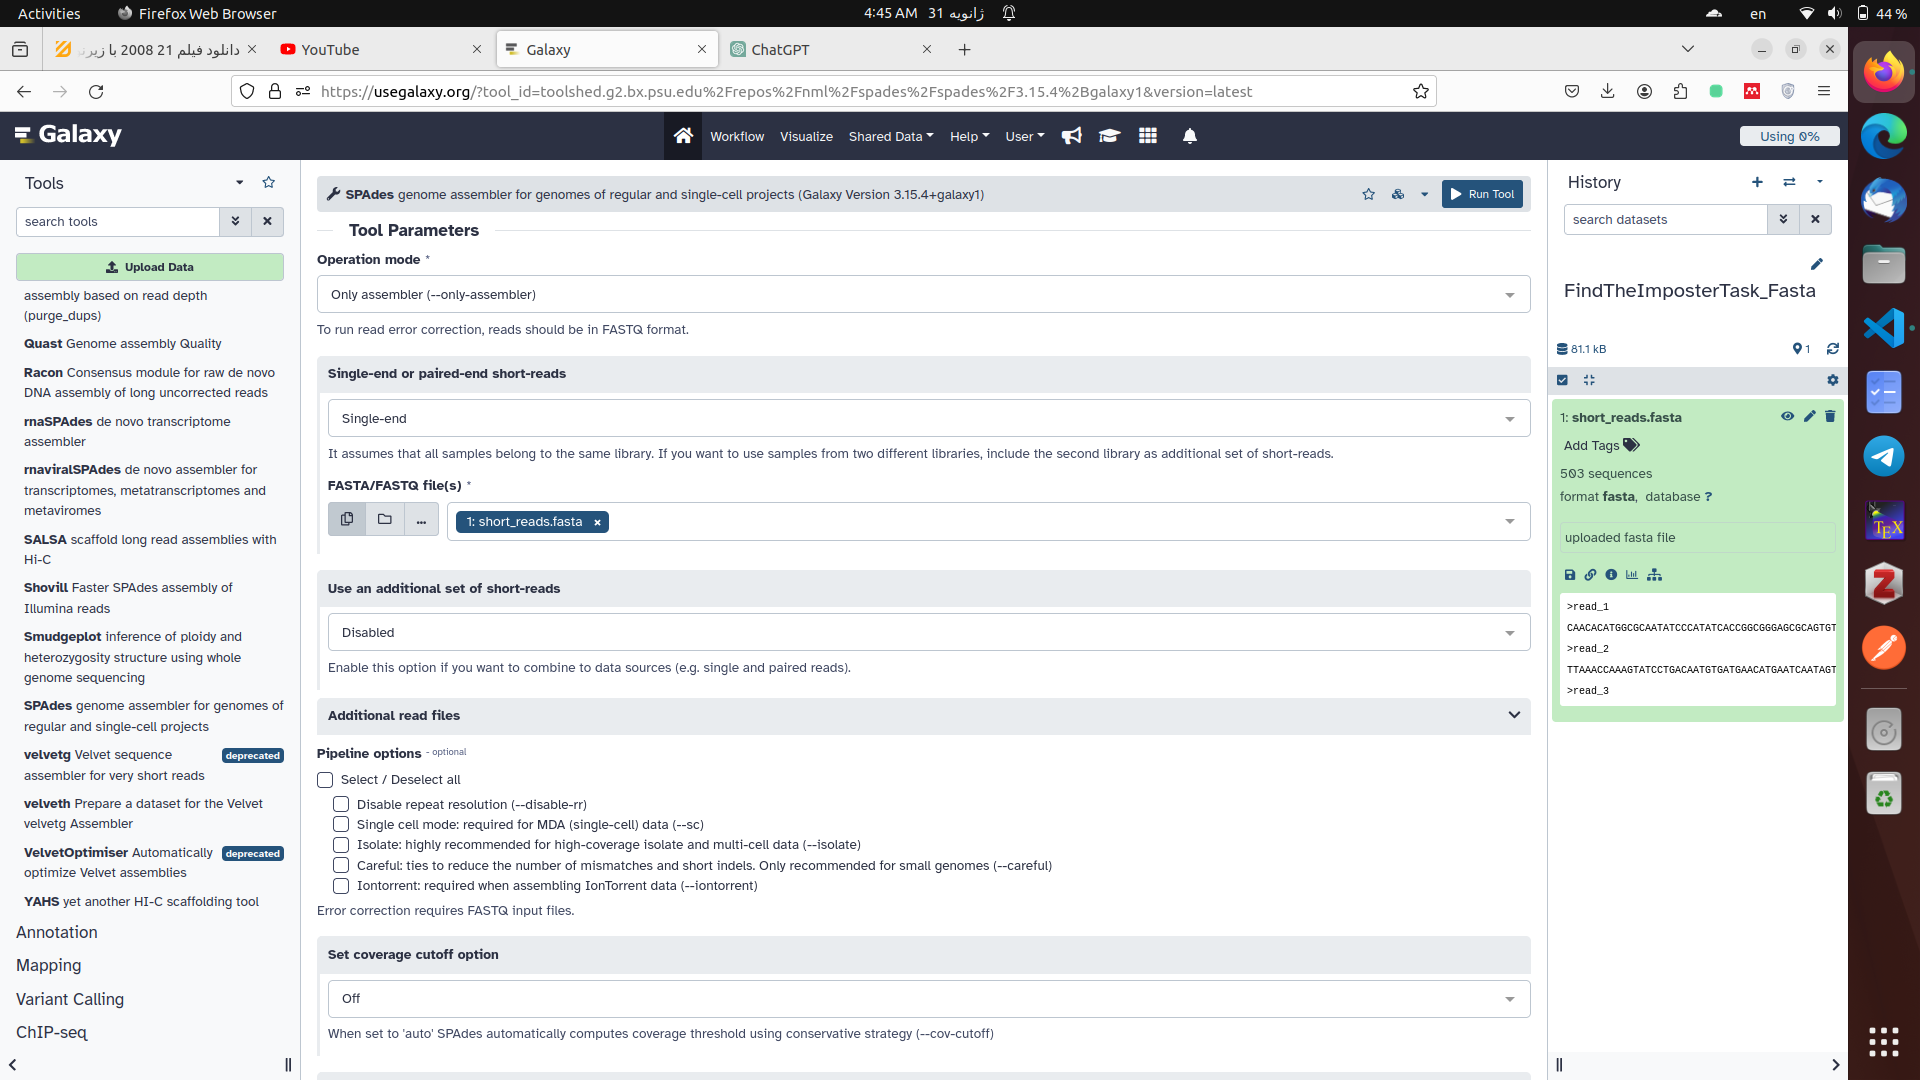 Activities
Firefox Web Browser
4:45 AM ژانویه 31
en
44 %
دانلود فیلم 21 2008 با زیرنـ
YouTube
Galaxy
ChatGPT
https://usegalaxy.org/?tool_id=toolshed.g2.bx.psu.edu%2Frepos%2Fnml%2Fspades%2Fspades%2F3.15.4%2Bgalaxy1&version=latest
Galaxy
Workflow
Visualize
Shared Data
Help
User
Using 0%
Tools
search tools
Upload Data
assembly based on read depth
(purge_dups)
Quast Genome assembly Quality
Racon Consensus module for raw de novo
DNA assembly of long uncorrected reads
rnaSPAdes de novo transcriptome
assembler
rnaviralSPAdes de novo assembler for
transcriptomes, metatranscriptomes and
metaviromes
SALSA scaffold long read assemblies with
Hi-C
Shovill Faster SPAdes assembly of
Illumina reads
Smudgeplot inference of ploidy and
heterozygosity structure using whole
genome sequencing
SPAdes genome assembler for genomes of
regular and single-cell projects
velvetg Velvet sequence deprecated
assembler for very short reads
velveth Prepare a dataset for the Velvet
velvetg Assembler
VelvetOptimiser Automatically deprecated
optimize Velvet assemblies
YAHS yet another HI-C scaffolding tool
Annotation
Mapping
Variant Calling
ChIP-seq
SPAdes genome assembler for genomes of regular and single-cell projects (Galaxy Version 3.15.4+galaxy1)
Run Tool
Tool Parameters
Operation mode *
Only assembler (--only-assembler)
To run read error correction, reads should be in FASTQ format.
Single-end or paired-end short-reads
Single-end
It assumes that all samples belong to the same library. If you want to use samples from two different libraries, include the second library as additional set of short-reads.
FASTA/FASTQ file(s) *
...
1: short_reads.fasta ×
Use an additional set of short-reads
Disabled
Enable this option if you want to combine to data sources (e.g. single and paired reads).
Additional read files
Pipeline options - optional
Select / Deselect all
Disable repeat resolution (--disable-rr)
Single cell mode: required for MDA (single-cell) data (--sc)
Isolate: highly recommended for high-coverage isolate and multi-cell data (--isolate)
Careful: ties to reduce the number of mismatches and short indels. Only recommended for small genomes (--careful)
Iontorrent: required when assembling IonTorrent data (--iontorrent)
Error correction requires FASTQ input files.
Set coverage cutoff option
Off
When set to 'auto' SPAdes automatically computes coverage threshold using conservative strategy (--cov-cutoff)
History
search datasets
FindTheImposterTask_Fasta
81.1 kB
1
1: short_reads.fasta
Add Tags
503 sequences
format fasta, database ?
uploaded fasta file
>read_1
CAACACATGGCGCAATATCCCATATCACCGGCGGGAGCGCAGTGT
>read_2
TTAAACCAAAGTATCCTGACAATGTGATGAACATGAATCAATAGT
>read_3
TEX
Z